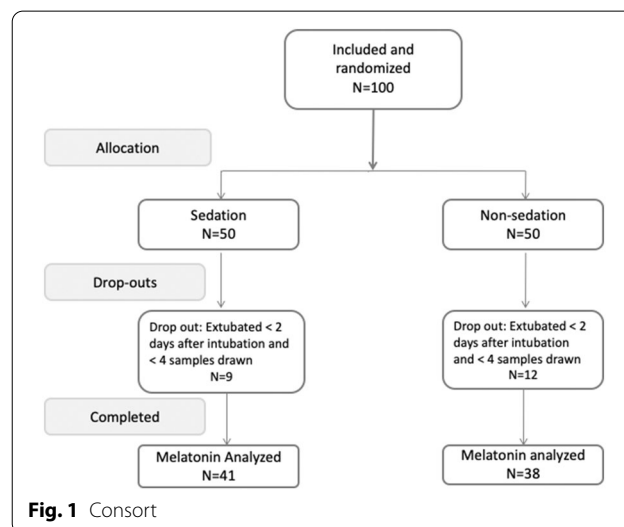 Included and
randomized
N=100
Allocation
Sedation
N=50
Non-sedation
N=50
Drop-outs
Drop out: Extubated < 2
days after intubation and
< 4 samples drawn
N=9
Drop out: Extubated < 2
days after intubation
and < 4 samples drawn
N=12
Completed
Melatonin Analyzed
N=41
Melatonin analyzed
N=38
Fig. 1 Consort